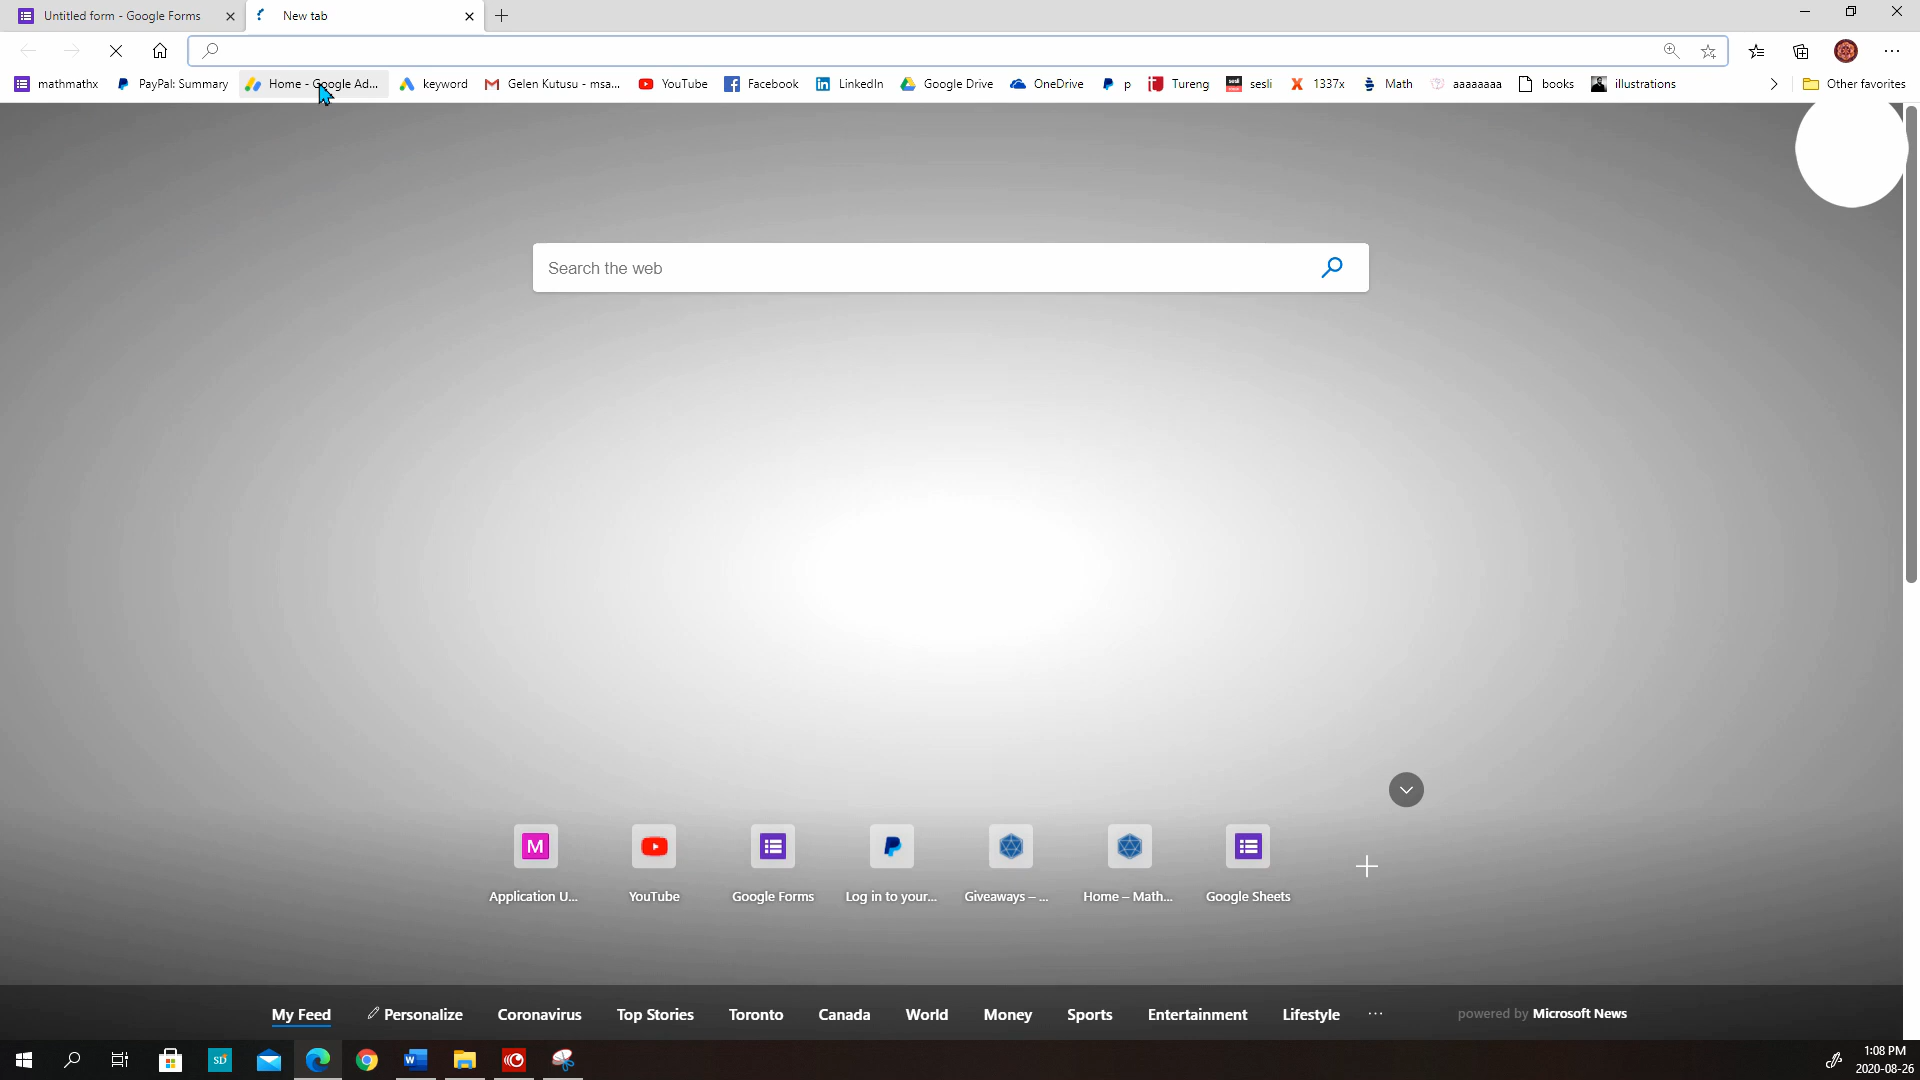 Untitled form - Google Forms
New tab
mathmathx
PayPal: Summary
Home - Google Ad...
keyword
Gelen Kutusu - msa...
YouTube
Facebook
LinkedIn
Google Drive
OneDrive
p
Tureng
sesli
1337x
Math
aaaaaaaa
books
illustrations
Other favorites
Search the web
M
Application U...
YouTube
Google Forms
Log in to your...
Giveaways – ...
Home – Math...
Google Sheets
My Feed
Personalize
Coronavirus
Top Stories
Toronto
Canada
World
Money
Sports
Entertainment
Lifestyle
...
powered by Microsoft News
SD
W
1:08 PM
2020-08-26